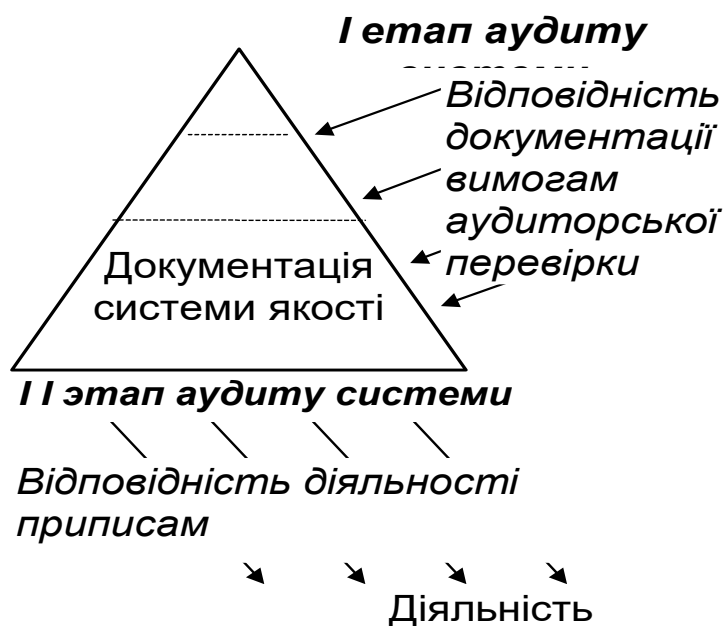 І етап аудиту
Відповідність
документації
вимогам
аудиторської
перевірки
Документація
системи якості
І І этап аудиту системи
Відповідність діяльності
приписам
Діяльність